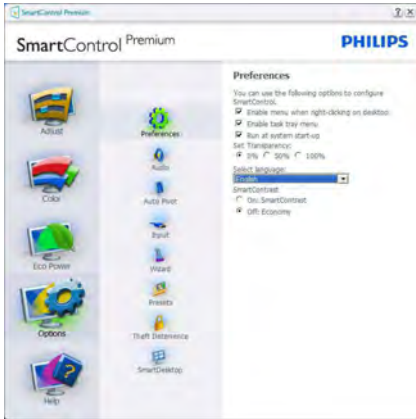 SmartControl Premium
SmartControl Premium
PHILIPS
Adjust
Color
Eco Power
Options
Help
Preferences
Audio
Auto Pivot
Input
Wizard
Presets
Theft Deterrence
SmartDesktop
Preferences
You can use the following options to configure
SmartControl.
Enable menu when right-clicking on desktop
Enable task tray menu
Run at system start-up
Set Transparency:
0% 50% 100%
Select language:
English
SmartContrast
On: SmartContrast
Off: Economy